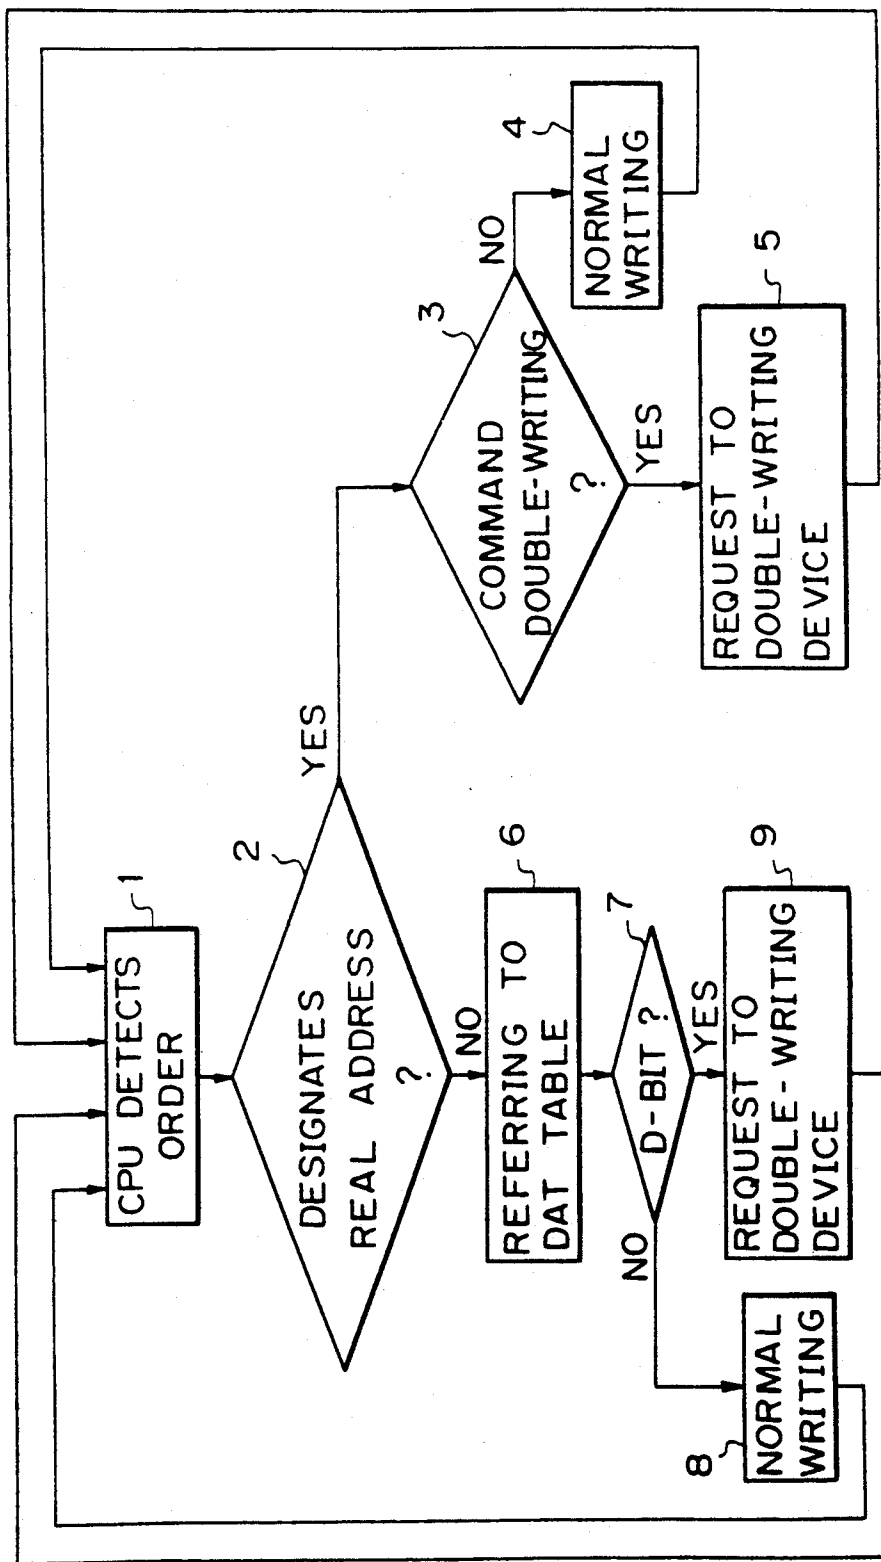 1
CPU DETECTS
ORDER
2
DESIGNATES
REAL ADDRESS
?
YES
NO
3
COMMAND
DOUBLE-WRITING
?
NO
YES
4
NORMAL
WRITING
5
REQUEST TO
DOUBLE-WRITING
DEVICE
6
REFERRING TO
DAT TABLE
7
D-BIT ?
NO
YES
8
NORMAL
WRITING
9
REQUEST TO
DOUBLE-WRITING
DEVICE